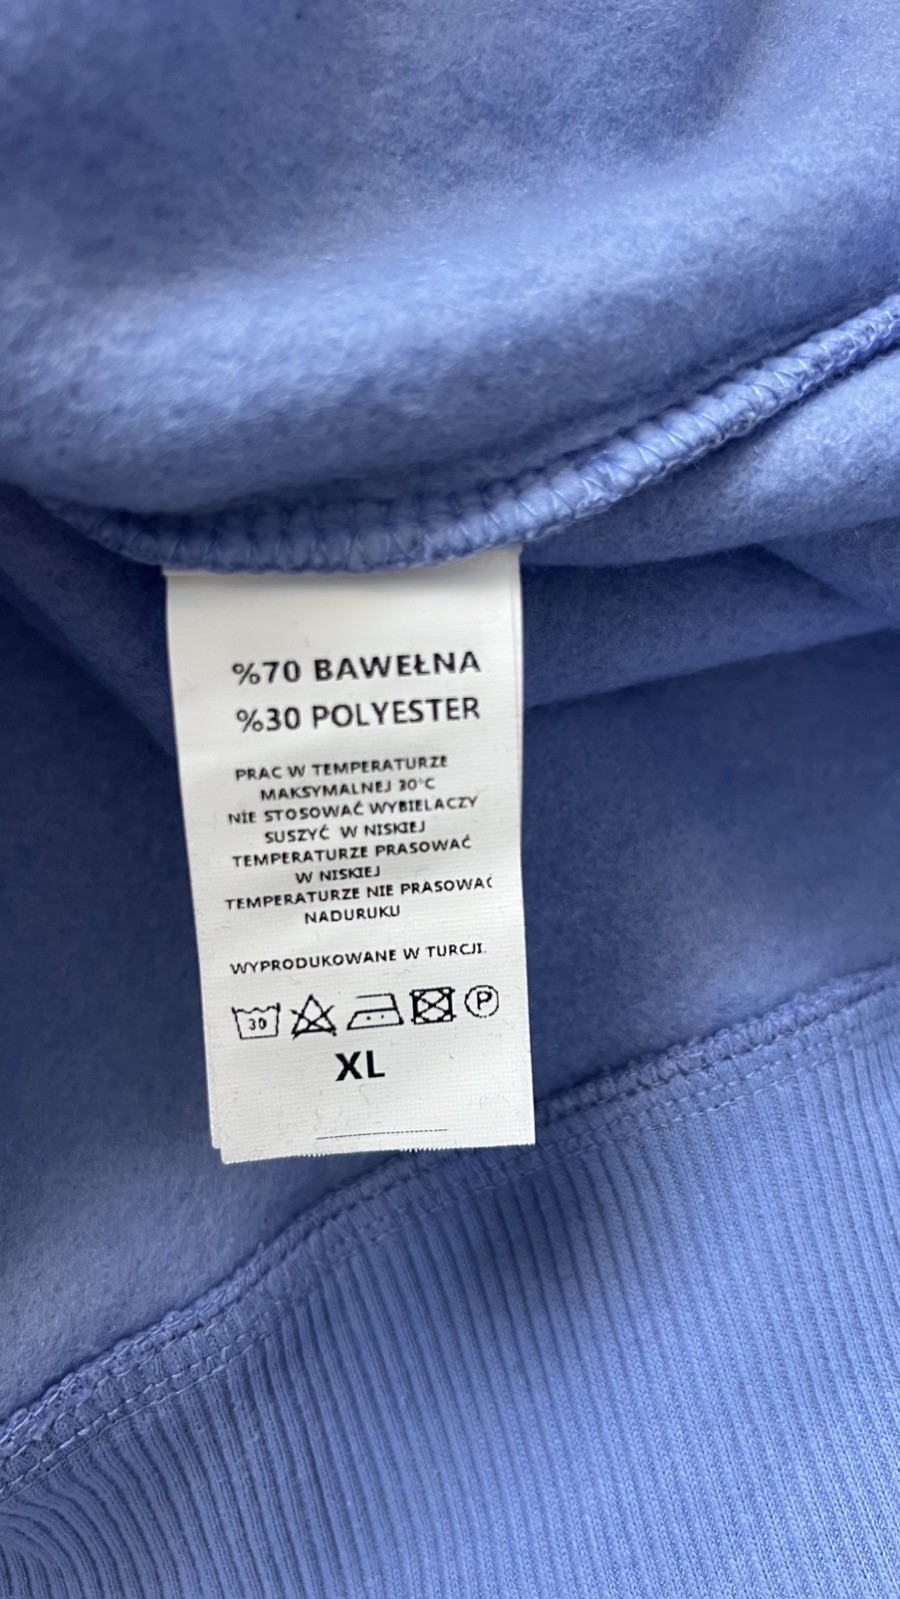 %70 BAWEŁNA
%30 POLYESTER
PRAC W TEMPERATURZE
MAKSYMALNEJ 30°C
NIE STOSOWAĆ WYBIELACZY
SUSZYĆ W NISKIEJ
TEMPERATURZE PRASOWAĆ
W NISKIEJ
TEMPERATURZE NIE PRASOWAĆ
NADURUKU
WYPRODUKOWANE W TURCJI.
30 P
XL